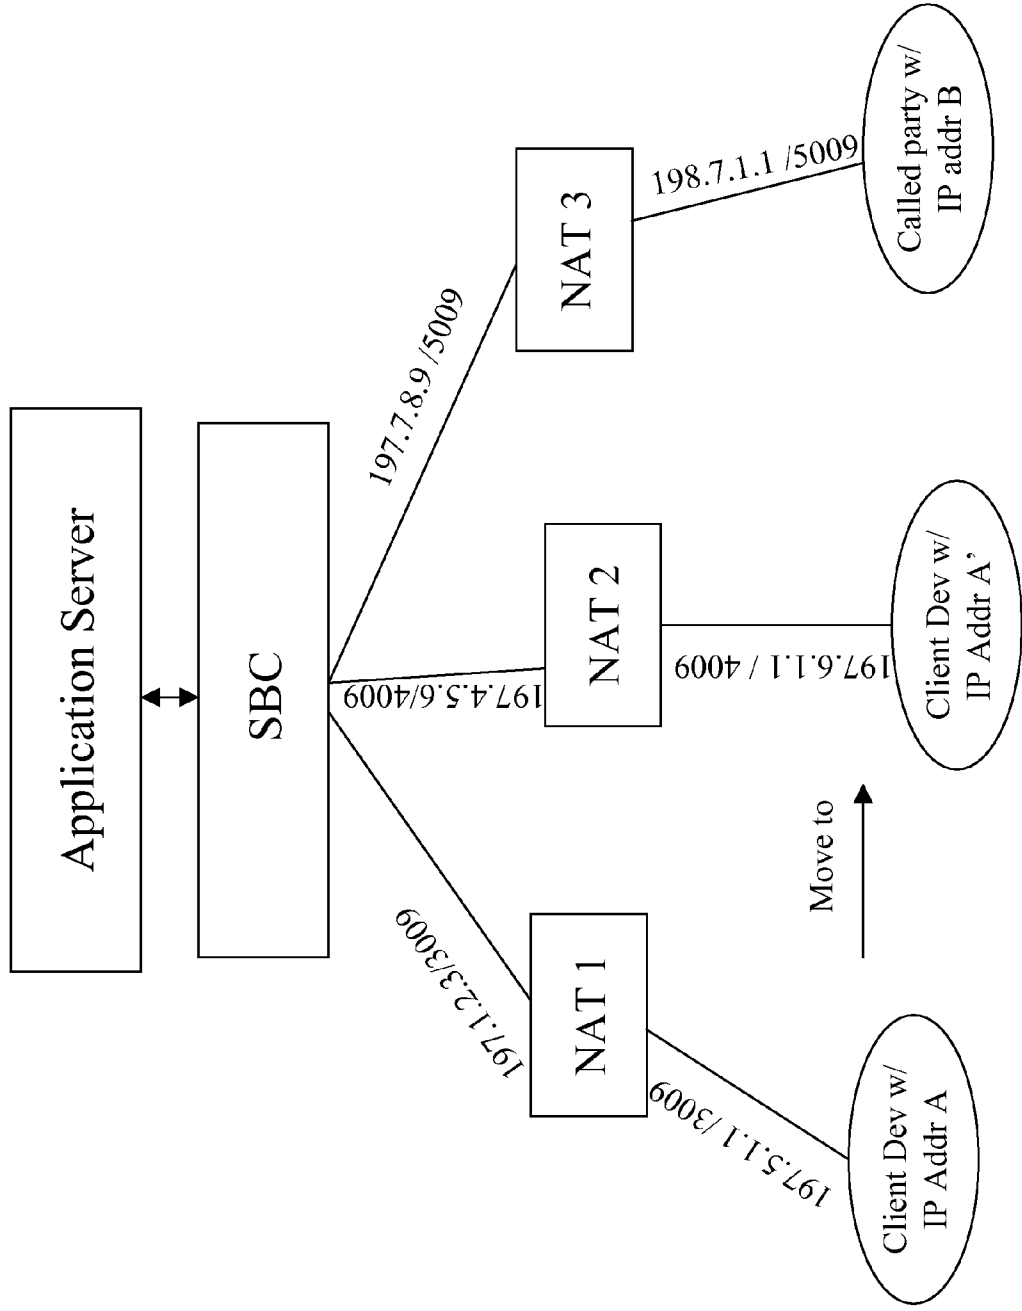 Application Server
SBC
197.1.2.3/3009
197.4.5.6/4009
197.7.8.9 /5009
NAT 1
NAT 2
NAT 3
197.5.1.1 /3009
197.6.1.1 / 4009
198.7.1.1 /5009
Move to
Client Dev w/
IP Addr A
Client Dev w/
IP Addr A’
Called party w/
IP addr B